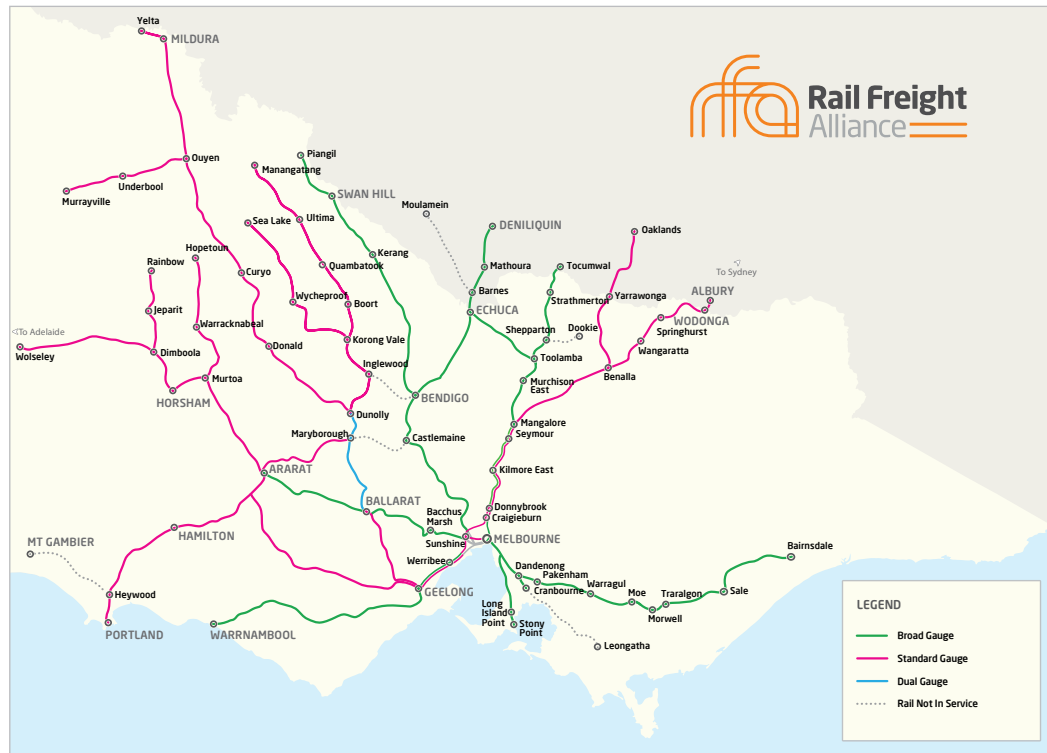 Yelta
MILDURA
Rail Freight
Alliance
Ouyen
Underbool
Murrayville
Piangil
Manangatang
SWAN HILL
Moulamein
Sea Lake
Ultima
DENILIQUIN
Oaklands
Hopetoun
Kerang
Rainbow
Curyo
Quambatook
Mathoura
Tocumwal
To Sydney
Jeparit
Wycheproof
Boort
Barnes
Strathmerton
Yarrawonga
ALBURY
ECHUCA
WODONGA
To Adelaide
Warracknabeal
Shepparton
Dookie
Springhurst
Wolseley
Dimboola
Donald
Korong Vale
Toolamba
Wangaratta
Murtoa
Inglewood
Benalla
HORSHAM
Murchison
East
BENDIGO
Dunolly
Mangalore
Maryborough
Castlemaine
Seymour
ARARAT
Kilmore East
BALLARAT
Donnybrook
Bacchus
Marsh
Craigieburn
HAMILTON
Sunshine
MELBOURNE
MT GAMBIER
Werribee
Dandenong
Bairnsdale
Pakenham
Cranbourne
GEELONG
Warragul
Heywood
Moe
Traralgon
Sale
Long
Island
Point
Morwell
PORTLAND
WARRNAMBOOL
Stony
Point
Leongatha
LEGEND
Broad Gauge
Standard Gauge
Dual Gauge
Rail Not In Service